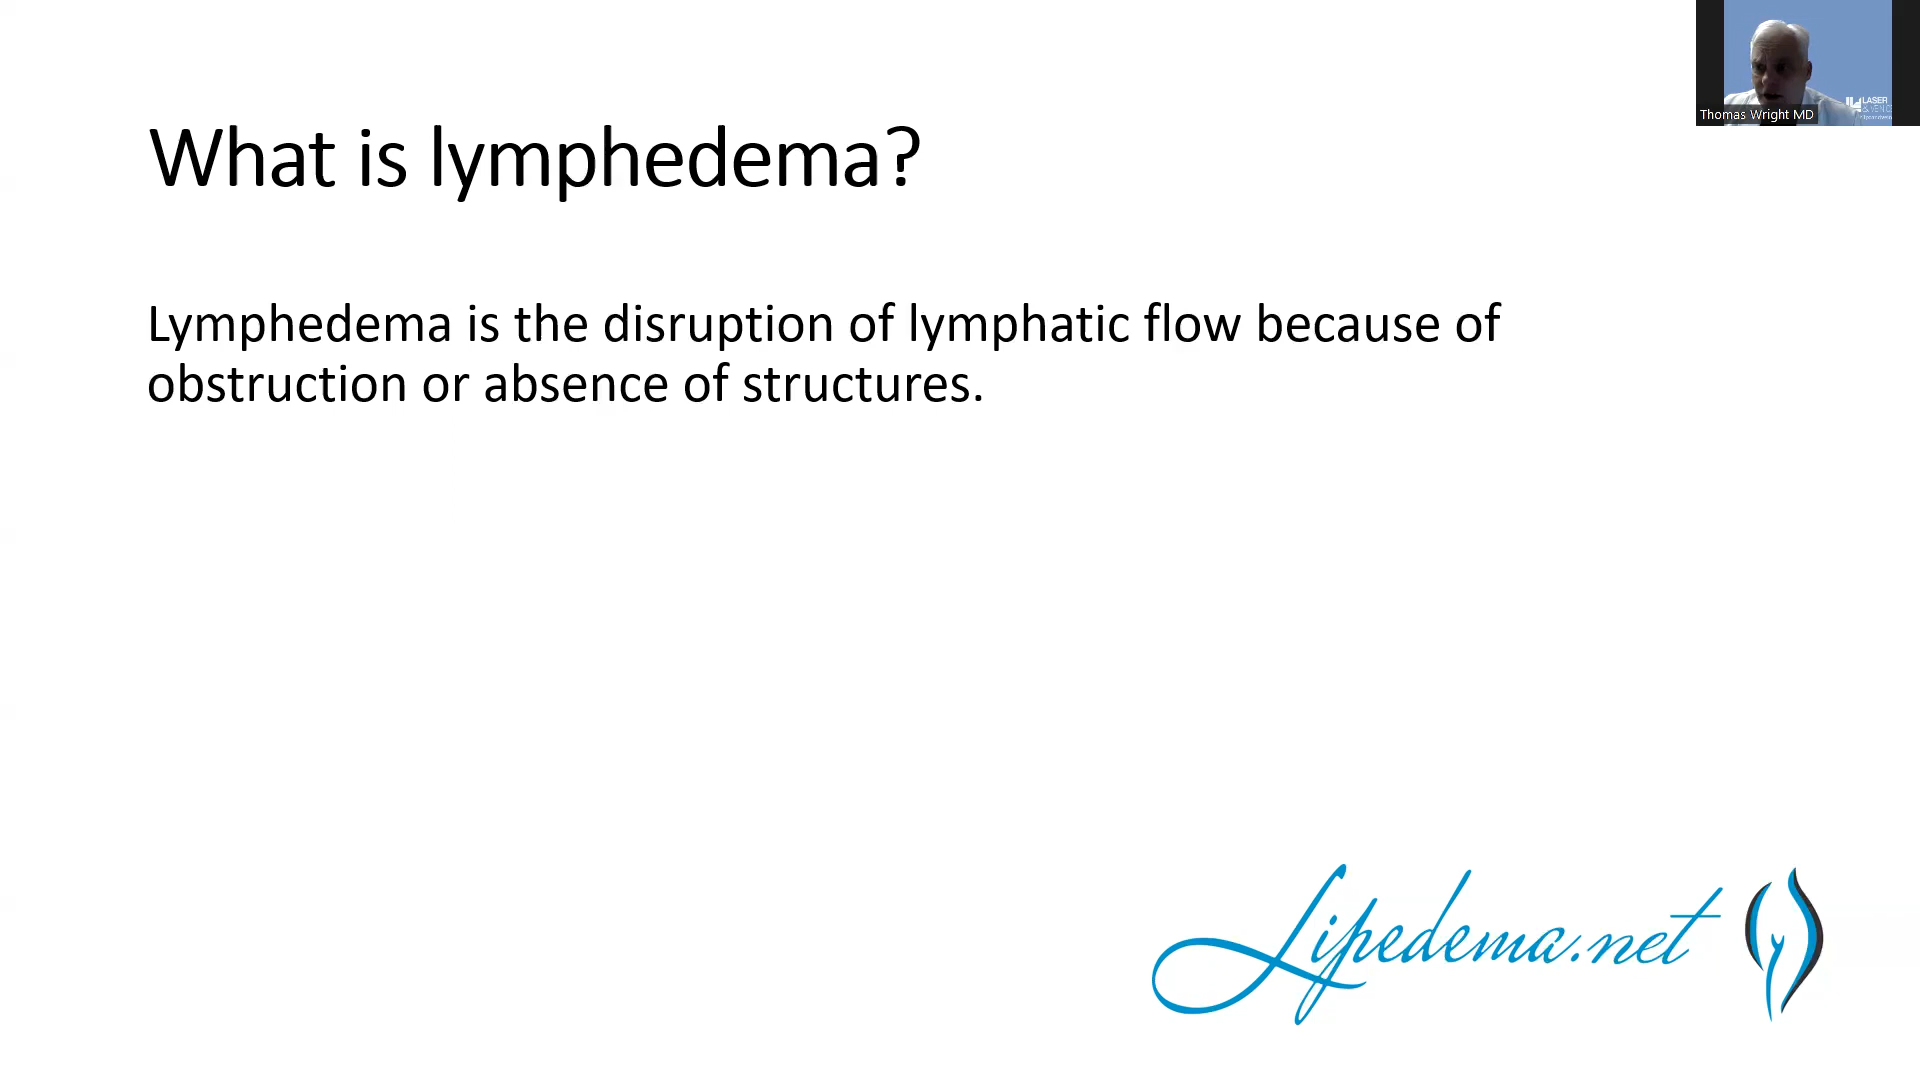 What is lymphedema?
Lymphedema is the disruption of lymphatic flow because of
obstruction or absence of structures.
Thomas Wright MD
LASER
Lipedema.net